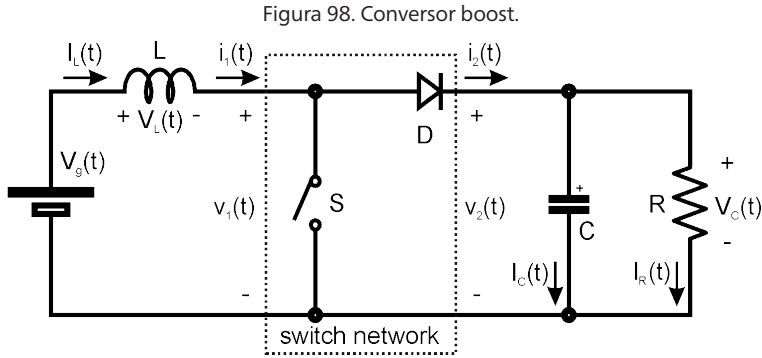 Figura 98. Conversor boost.
I_L(t) L i_1(t) i_2(t)
+ V_L(t) - + D +
V_g(t) +
v_1(t) S v_2(t) + C R V_C(t)
-
- - I_C(t) I_R(t)
switch network